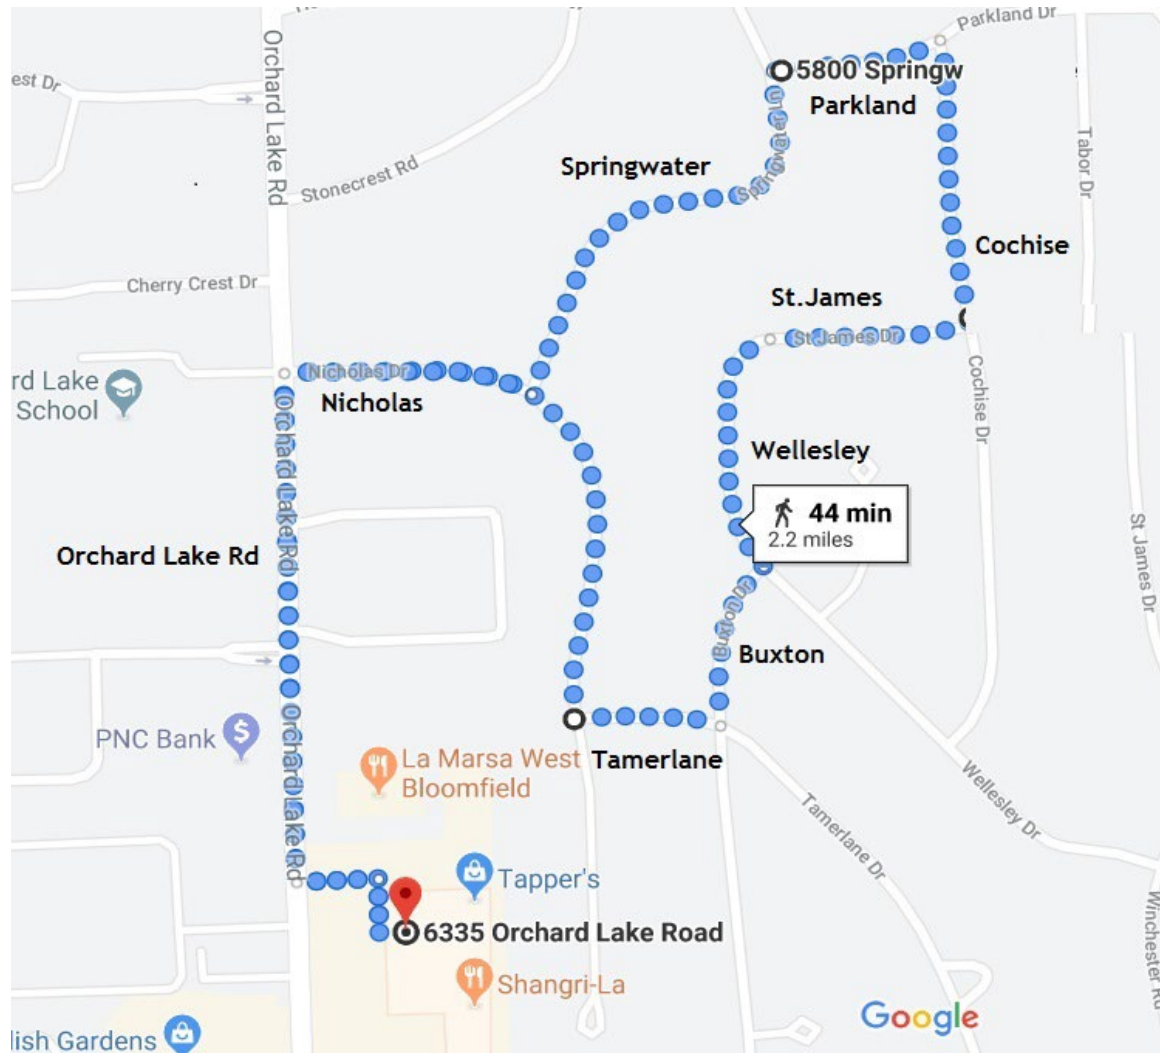 Parkland Dr
Orchard Lake Rd
5800 Springw
est Dr
Parkland
Springwater Ln
Tabor Dr
Springwater
Stonecrest Rd
Cochise
Cherry Crest Dr
St.James
St James Dr
Nicholas Dr
rd Lake
School
Nicholas
Cochise Dr
Orchard Lake Rd
Wellesley
44 min
2.2 miles
Orchard Lake Rd
St James Dr
Buxton Dr
Buxton
PNC Bank
Orchard Lake Rd
La Marsa West
Bloomfield
Tamerlane
Wellesley Dr
Tamerlane Dr
Tapper's
6335 Orchard Lake Road
Winchester Rd
Shangri-La
Google
lish Gardens